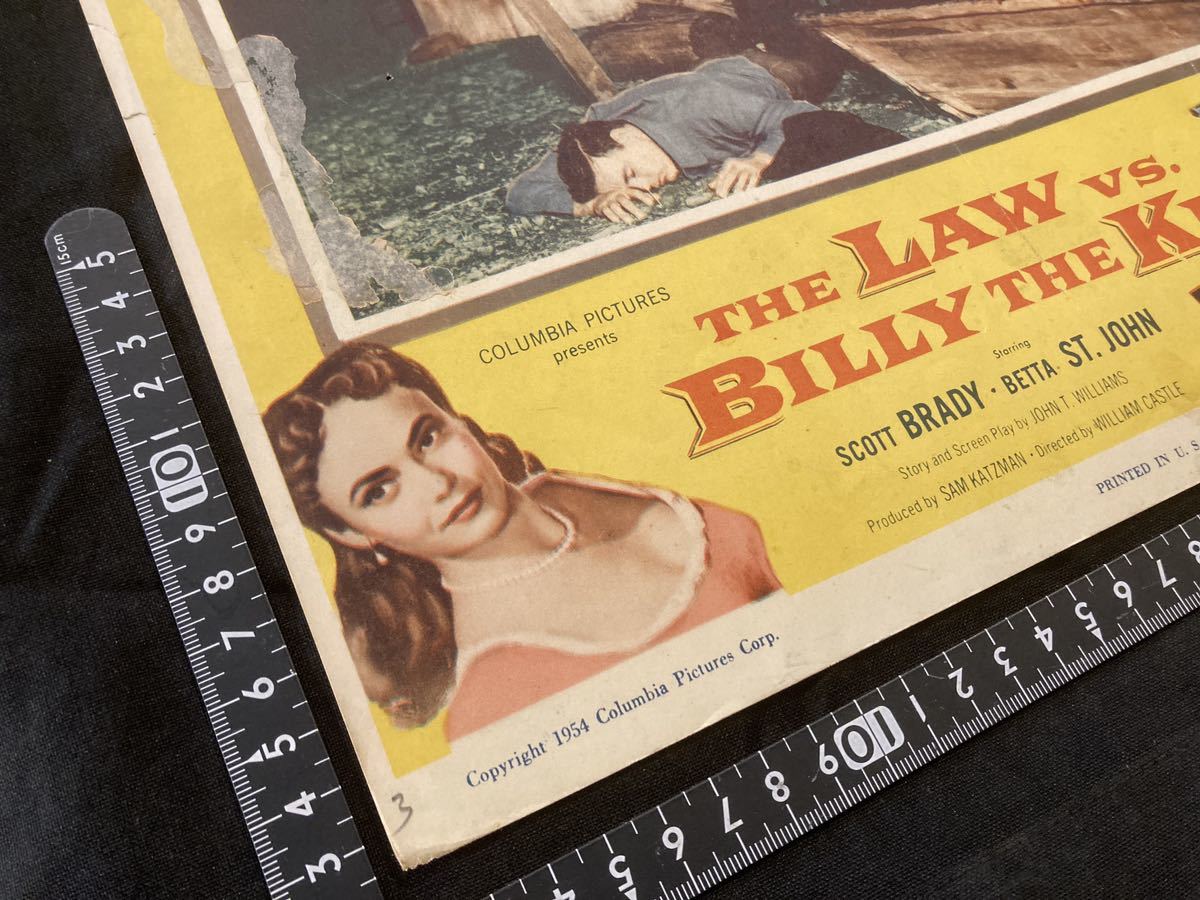 COLUMBIA PICTURES
presents
THE LAW VS.
BILLY THE
Starring
SCOTT BRADY · BETTA ST. JOHN
Story and Screen Play by JOHN T. WILLIAMS
Produced by SAM KATZMAN · Directed by WILLIAM CASTLE
PRINTED IN U. S.
Copyright 1954 Columbia Pictures Corp.
3
15cm
5
4
3
2
1
10
9
8
7
6
5
4
3
5
6
7
8
9
10
1
2
3
4
5
6
7
8